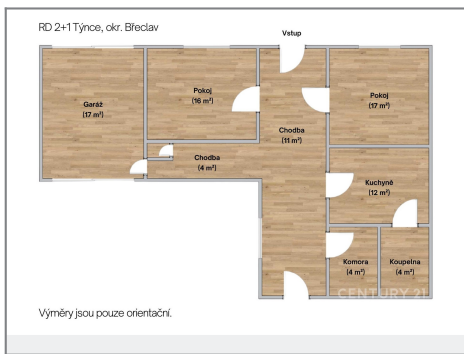 RD 2+1 Týnce, okr. Břeclav
Vstup
Garáž
(17 m²)
Pokoj
(16 m²)
Pokoj
(17 m²)
Chodba
(11 m²)
Chodba
(4 m²)
Kuchyně
(12 m²)
Komora
(4 m²)
Koupelna
(4 m²)
CENTURY 21
Výměry jsou pouze orientační.